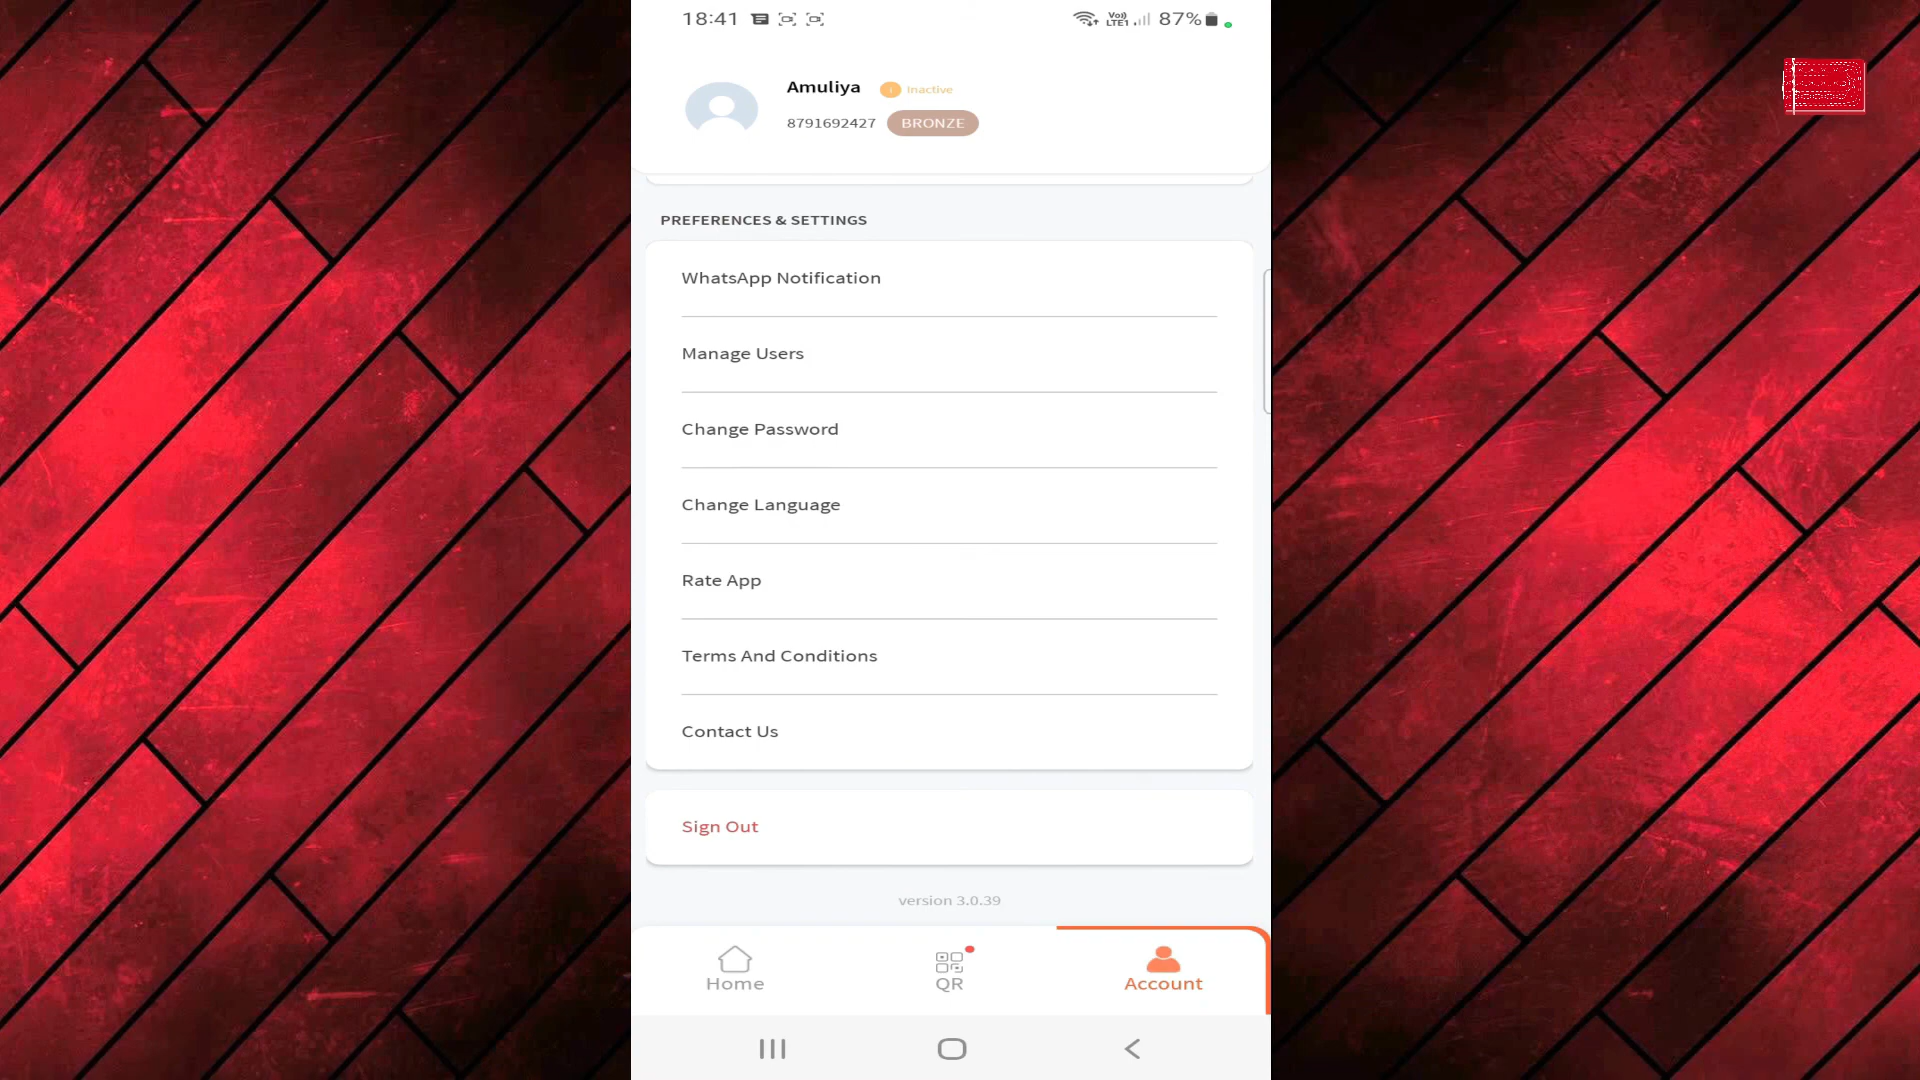 18:41 87%
Amuliya Inactive
8791692427 BRONZE
PREFERENCES & SETTINGS
WhatsApp Notification
Manage Users
Change Password
Change Language
Rate App
Terms And Conditions
Contact Us
Sign Out
version 3.0.39
Home QR Account